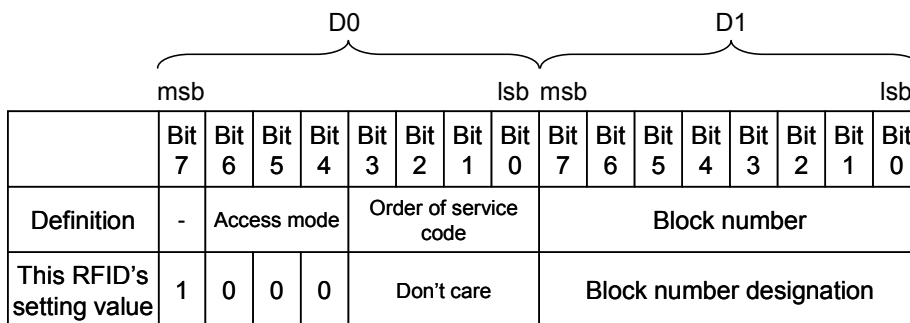 D0 D1
msb lsb msb lsb
Bit 7 Bit 6 Bit 5 Bit 4 Bit 3 Bit 2 Bit 1 Bit 0 Bit 7 Bit 6 Bit 5 Bit 4 Bit 3 Bit 2 Bit 1 Bit 0
Definition - Access mode Order of service code Block number
This RFID's setting value 1 0 0 0 Don't care Block number designation